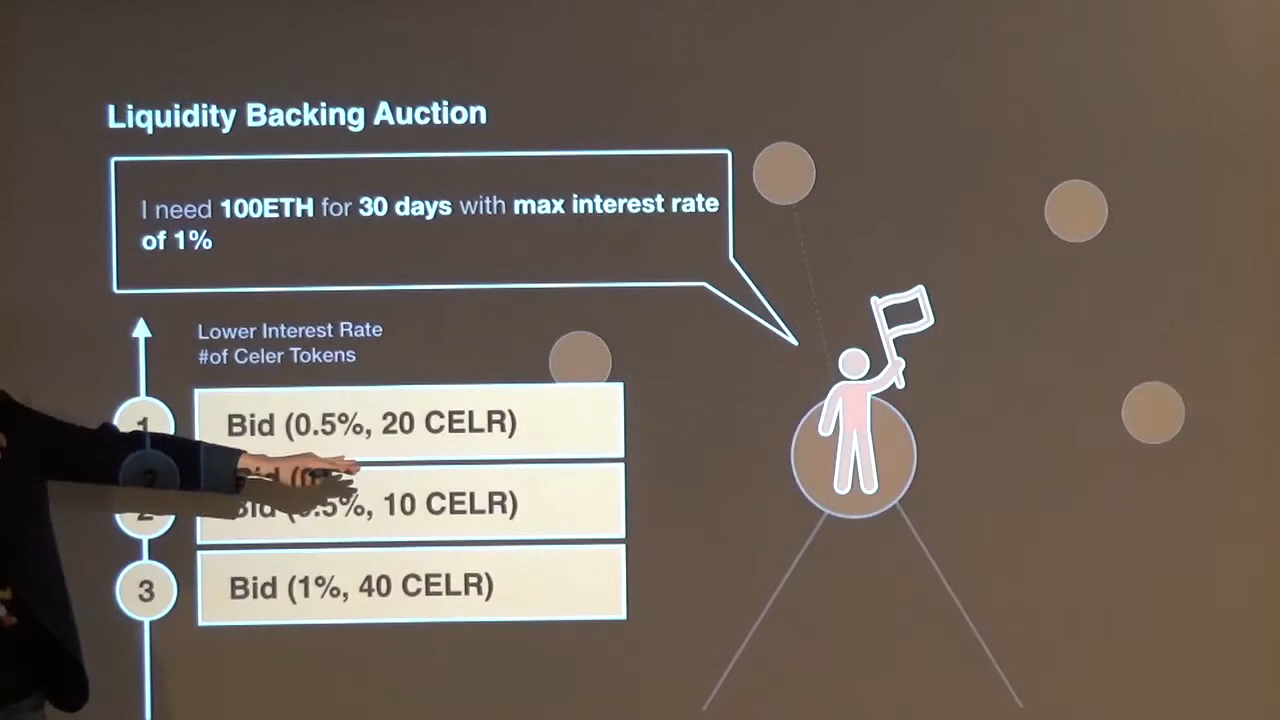 Liquidity Backing Auction
I need 100ETH for 30 days with max interest rate
of 1%
Lower Interest Rate
#of Celer Tokens
1 Bid (0.5%, 20 CELR)
2 Bid (0.5%, 10 CELR)
3 Bid (1%, 40 CELR)